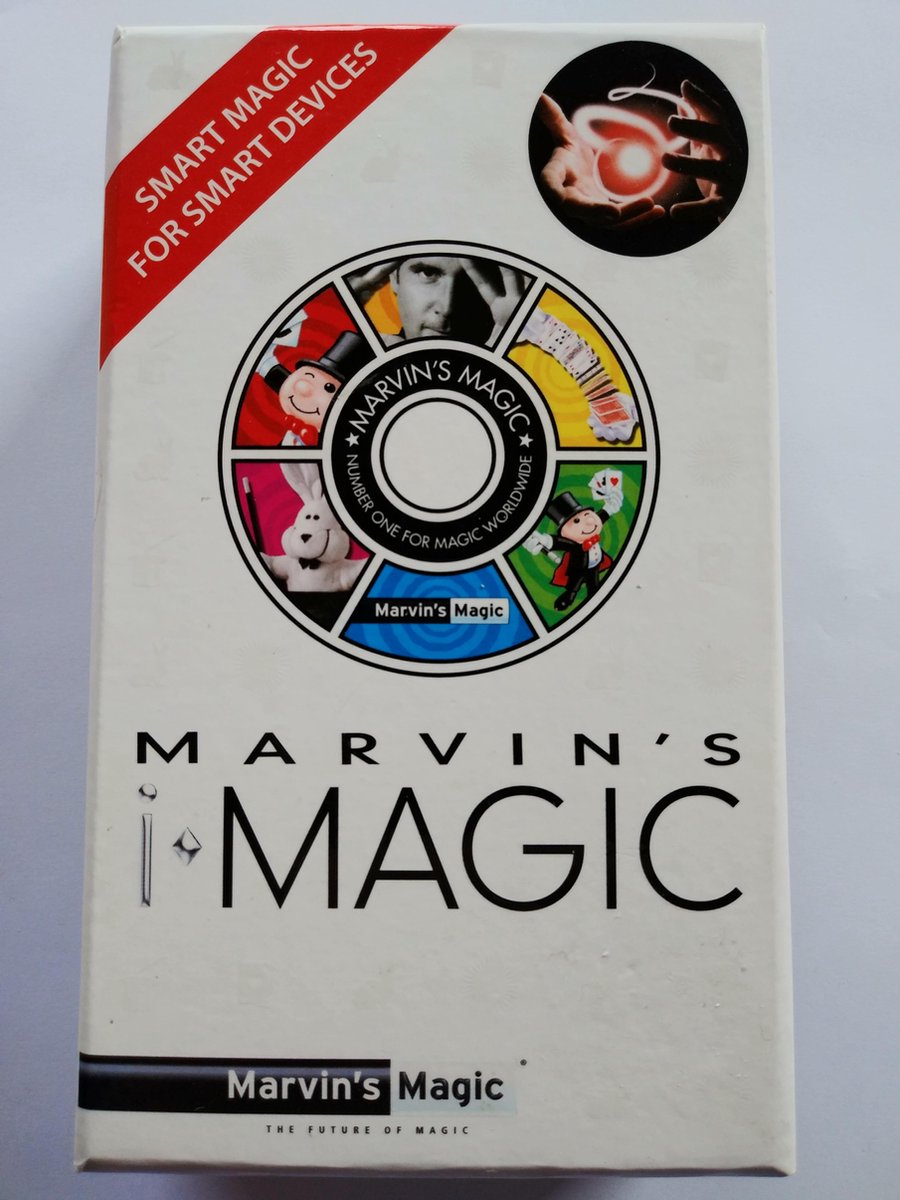 SMART MAGIC
FOR SMART DEVICES
MARVIN'S MAGIC
NUMBER ONE FOR MAGIC WORLDWIDE
Marvin's Magic
MARVIN'S
i·MAGIC
Marvin's Magic®
THE FUTURE OF MAGIC